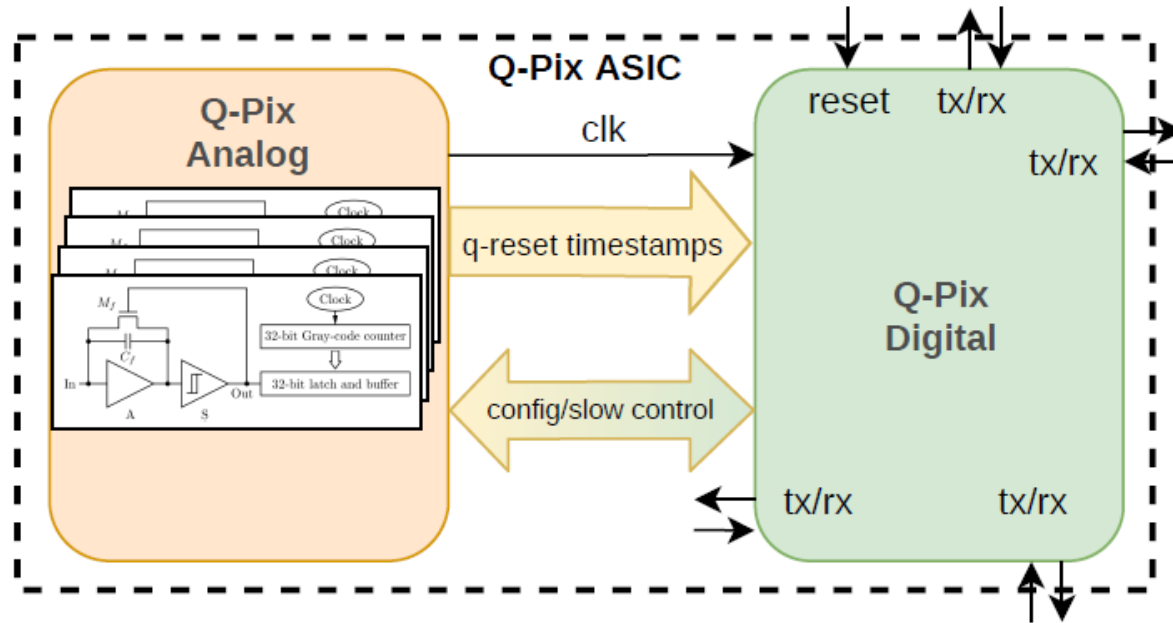 Q-Pix ASIC
Q-Pix
Analog
clk
reset
tx/rx
tx/rx
q-reset timestamps
Clock
Clock
Clock
M_f
Clock
32-bit Gray-code counter
C_f
32-bit latch and buffer
In
Out
A
S
config/slow control
Q-Pix
Digital
tx/rx
tx/rx